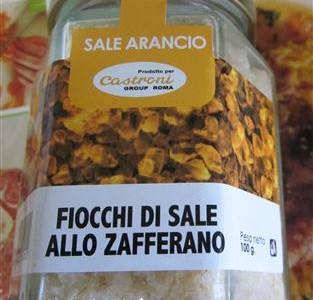 SALE ARANCIO
Prodotto per
Castroni
GROUP ROMA
FIOCCHI DI SALE
ALLO ZAFFERANO
Peso netto
100 g.